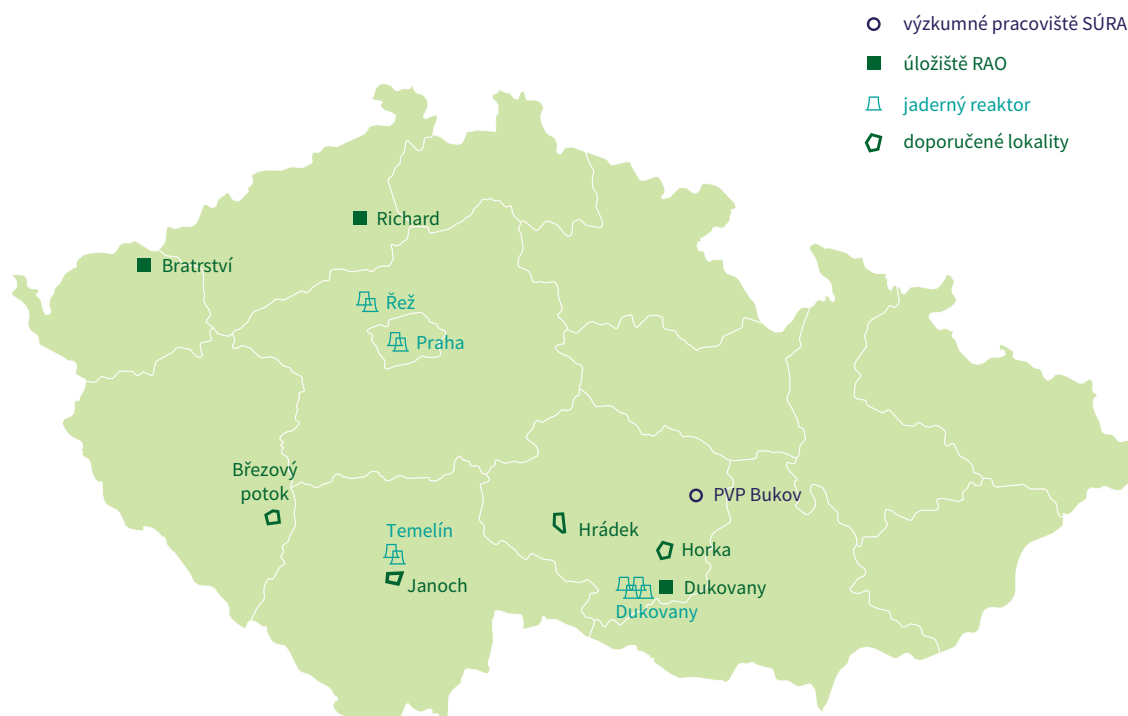 výzkumné pracoviště SÚRA
úložiště RAO
jaderný reaktor
doporučené lokality
Richard
Bratrství
Řež
Praha
Březový
potok
PVP Bukov
Hrádek
Temelín
Horka
Janoch
Dukovany
Dukovany